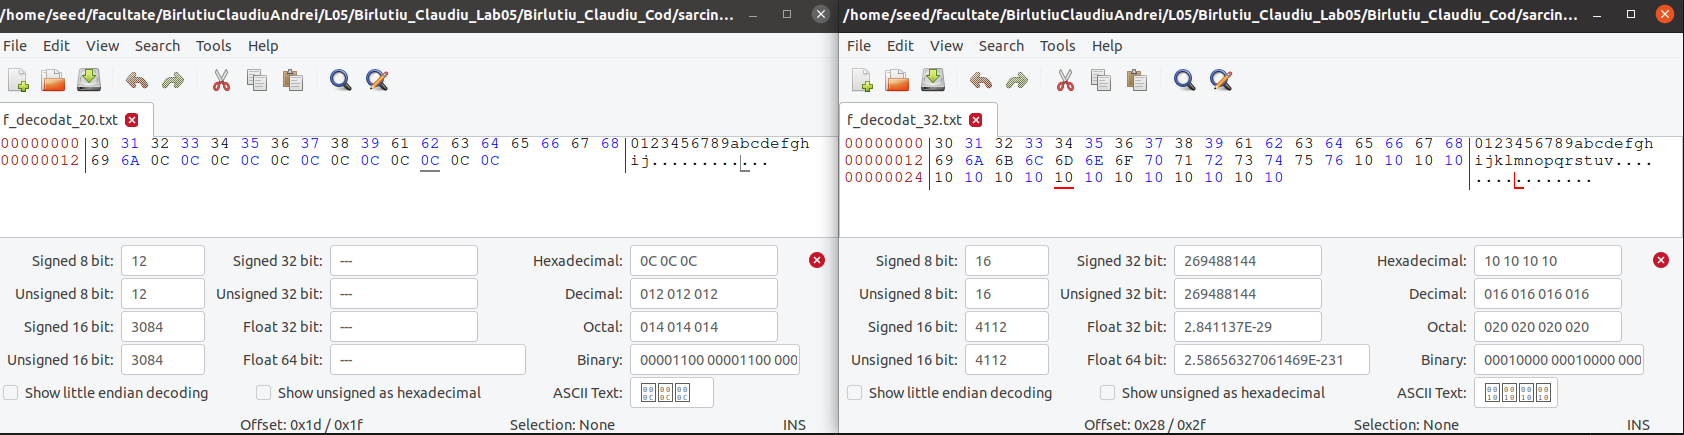 /home/seed/facultate/BirlutiuClaudiuAndrei/L05/Birlutiu_Claudiu_Lab05/Birlutiu_Claudiu_Cod/sarcin...
File Edit View Search Tools Help
f_decodat_20.txt
00000000 30 31 32 33 34 35 36 37 38 39 61 62 63 64 65 66 67 68 0123456789abcdefgh
00000012 69 6A 0C 0C 0C 0C 0C 0C 0C 0C 0C 0C 0C 0C ij............
Signed 8 bit: 12 Signed 32 bit: --- Hexadecimal: 0C 0C 0C
Unsigned 8 bit: 12 Unsigned 32 bit: --- Decimal: 012 012 012
Signed 16 bit: 3084 Float 32 bit: --- Octal: 014 014 014
Unsigned 16 bit: 3084 Float 64 bit: --- Binary: 00001100 00001100 000
Show little endian decoding Show unsigned as hexadecimal ASCII Text: 000C 000C 000C
Offset: 0x1d / 0x1f Selection: None INS
/home/seed/facultate/BirlutiuClaudiuAndrei/L05/Birlutiu_Claudiu_Lab05/Birlutiu_Claudiu_Cod/sarcin...
File Edit View Search Tools Help
f_decodat_32.txt
00000000 30 31 32 33 34 35 36 37 38 39 61 62 63 64 65 66 67 68 0123456789abcdefgh
00000012 69 6A 6B 6C 6D 6E 6F 70 71 72 73 74 75 76 10 10 10 10 ijklmnopqrstuv....
00000024 10 10 10 10 10 10 10 10 10 10 10 10 ............
Signed 8 bit: 16 Signed 32 bit: 269488144 Hexadecimal: 10 10 10 10
Unsigned 8 bit: 16 Unsigned 32 bit: 269488144 Decimal: 016 016 016 016
Signed 16 bit: 4112 Float 32 bit: 2.841137E-29 Octal: 020 020 020 020
Unsigned 16 bit: 4112 Float 64 bit: 2.58656327061469E-231 Binary: 00010000 00010000 000
Show little endian decoding Show unsigned as hexadecimal ASCII Text: 0010 0010 0010 0010
Offset: 0x28 / 0x2f Selection: None INS